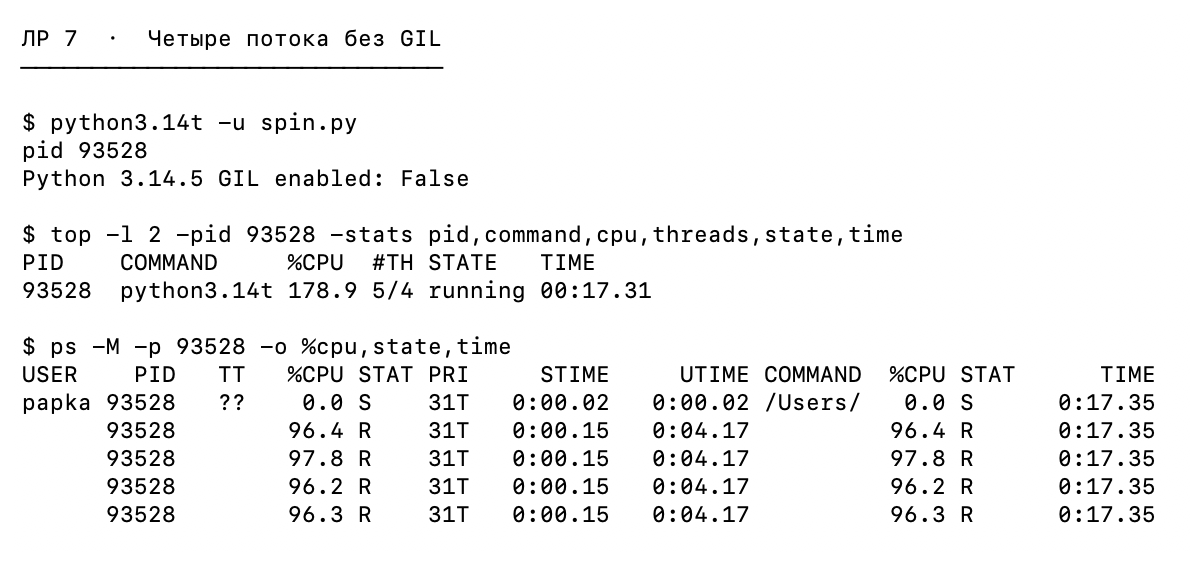 ЛР 7  ·  Четыре потока без GIL
$ python3.14t -u spin.py
pid 93528
Python 3.14.5 GIL enabled: False
$ top -l 2 -pid 93528 -stats pid,command,cpu,threads,state,time
PID    COMMAND     %CPU  #TH STATE   TIME
93528  python3.14t 178.9 5/4 running 00:17.31
$ ps -M -p 93528 -o %cpu,state,time
USER    PID   TT   %CPU STAT PRI     STIME     UTIME COMMAND  %CPU STAT      TIME
papka 93528   ??    0.0 S    31T   0:00.02   0:00.02 /Users/   0.0 S      0:17.35
      93528        96.4 R    31T   0:00.15   0:04.17          96.4 R      0:17.35
      93528        97.8 R    31T   0:00.15   0:04.17          97.8 R      0:17.35
      93528        96.2 R    31T   0:00.15   0:04.17          96.2 R      0:17.35
      93528        96.3 R    31T   0:00.15   0:04.17          96.3 R      0:17.35